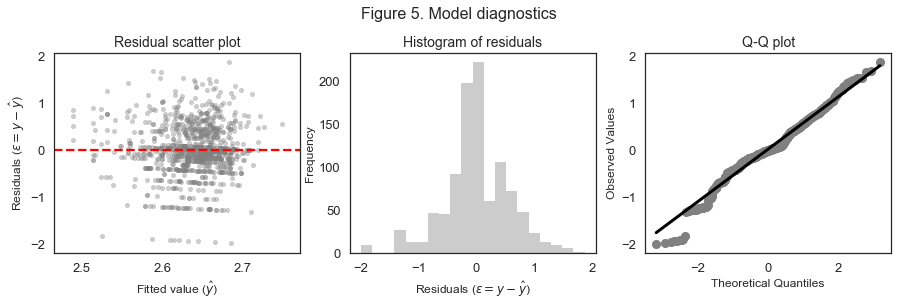 Figure 5. Model diagnostics
Residual scatter plot
2
1
0
−1
−2
2.5 2.6 2.7
Residuals (ε = y − ŷ)
Fitted value (ŷ)
Histogram of residuals
200
150
100
50
0
−2 −1 0 1 2
Frequency
Residuals (ε = y − ŷ)
Q-Q plot
2
1
0
−1
−2
−2 0 2
Observed Values
Theoretical Quantiles